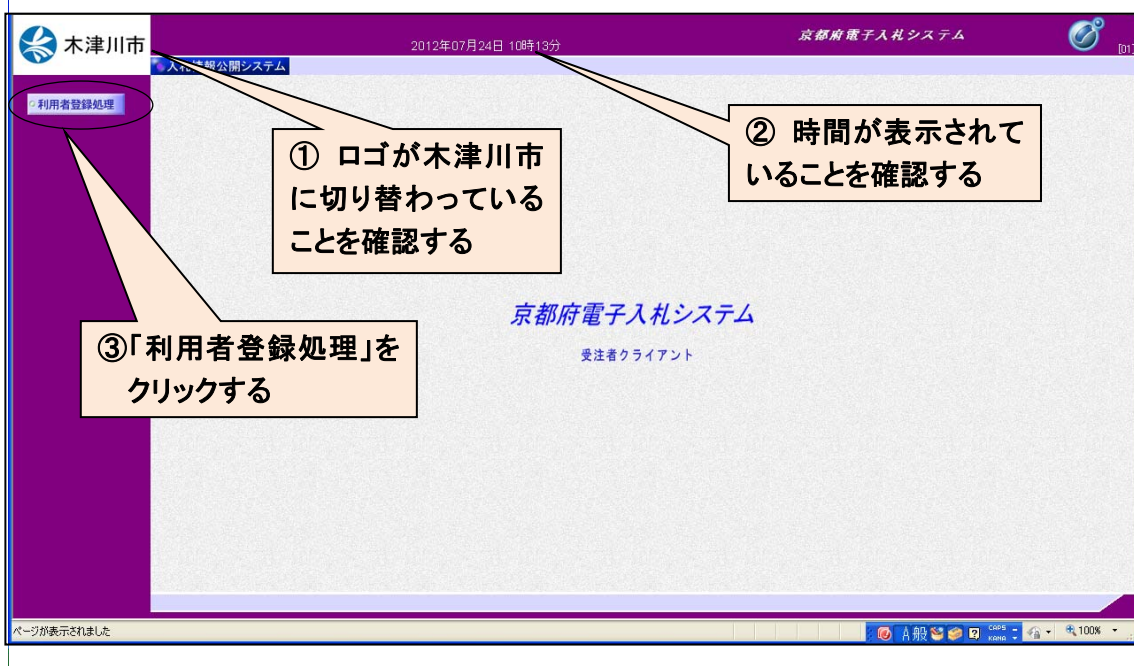 木津川市
2012年07月24日 10時13分
京都府電子入札システム
[01]
入札情報公開システム
利用者登録処理
① ロゴが木津川市
に切り替わっている
ことを確認する
② 時間が表示されて
いることを確認する
京都府電子入札システム
受注者クライアント
③「利用者登録処理」を
クリックする
ページが表示されました
A 般
CAPS
KANA
100%